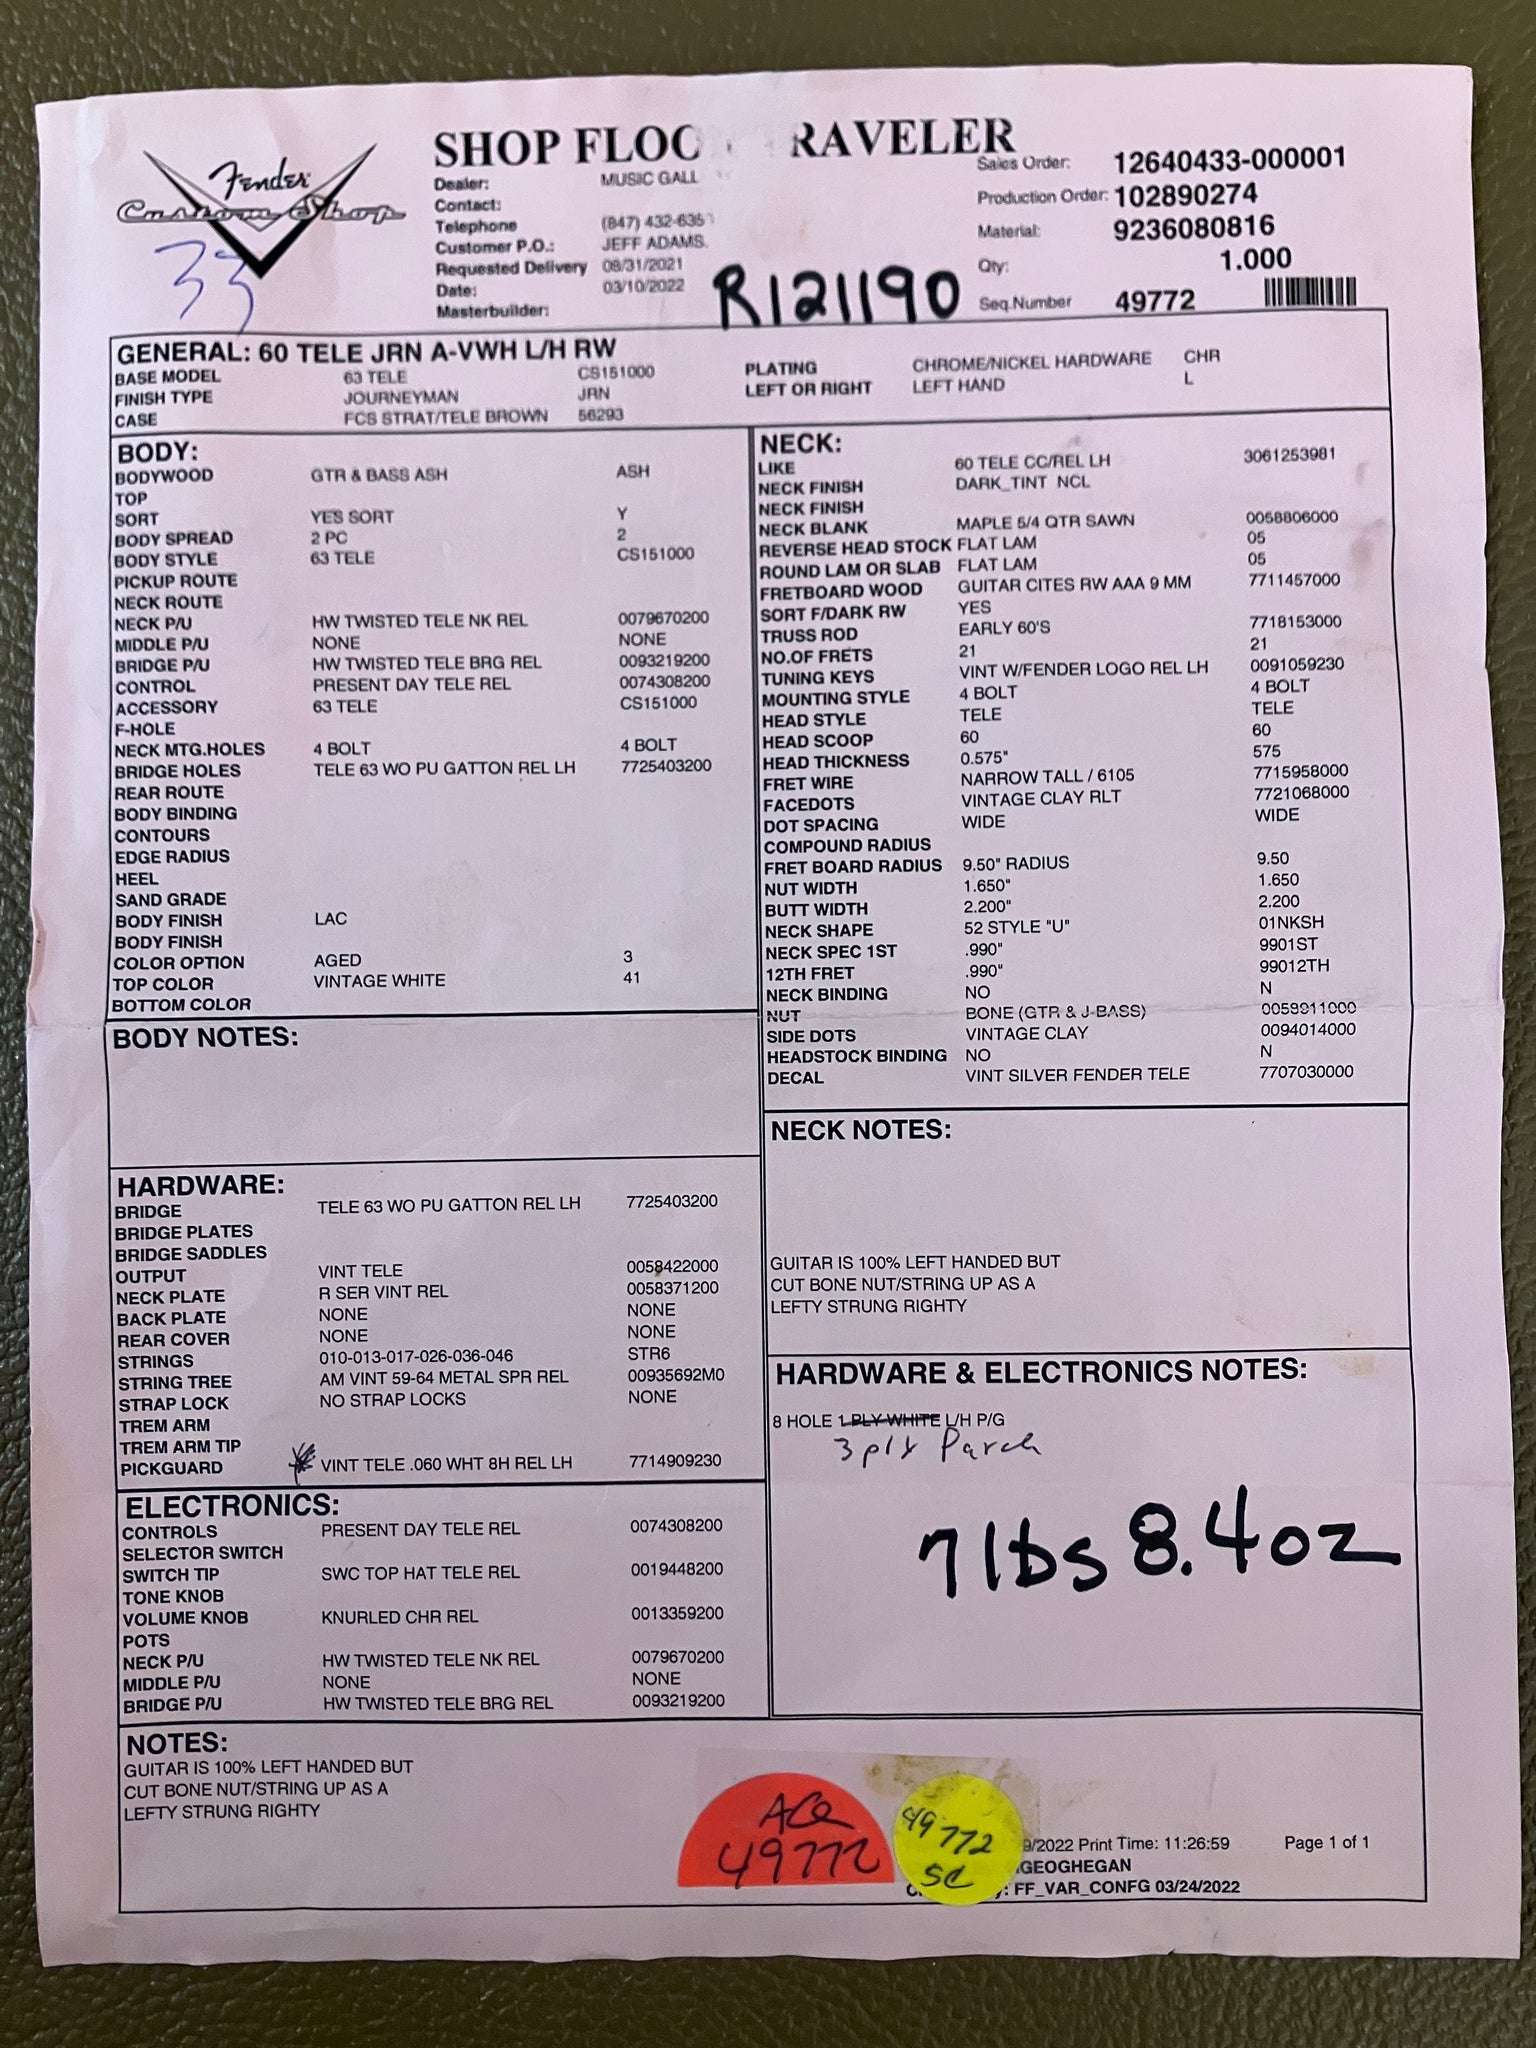 Fender
Custom Shop
33
SHOP FLOO RAVELER
Dealer: MUSIC GALL
Contact:
Telephone (847) 432-635
Customer P.O.: JEFF ADAMS.
Requested Delivery 08/31/2021
Date: 03/10/2022
Masterbuilder:
R121190
Sales Order: 12640433-000001
Production Order: 102890274
Material: 9236080816
Qty: 1.000
Seq.Number 49772
GENERAL: 60 TELE JRN A-VWH L/H RW
BASE MODEL 63 TELE CS151000
FINISH TYPE JOURNEYMAN JRN
CASE FCS STRAT/TELE BROWN 56293
PLATING CHROME/NICKEL HARDWARE CHR
LEFT OR RIGHT LEFT HAND L
BODY:
BODYWOOD GTR & BASS ASH ASH
TOP
SORT YES SORT Y
BODY SPREAD 2 PC 2
BODY STYLE 63 TELE CS151000
PICKUP ROUTE
NECK ROUTE
NECK P/U HW TWISTED TELE NK REL 0079670200
MIDDLE P/U NONE NONE
BRIDGE P/U HW TWISTED TELE BRG REL 0093219200
CONTROL PRESENT DAY TELE REL 0074308200
ACCESSORY 63 TELE CS151000
F-HOLE
NECK MTG.HOLES 4 BOLT 4 BOLT
BRIDGE HOLES TELE 63 WO PU GATTON REL LH 7725403200
REAR ROUTE
BODY BINDING
CONTOURS
EDGE RADIUS
HEEL
SAND GRADE
BODY FINISH LAC
BODY FINISH
COLOR OPTION AGED 3
TOP COLOR VINTAGE WHITE 41
BOTTOM COLOR
BODY NOTES:
HARDWARE:
BRIDGE TELE 63 WO PU GATTON REL LH 7725403200
BRIDGE PLATES
BRIDGE SADDLES
OUTPUT VINT TELE 0058422000
NECK PLATE R SER VINT REL 0058371200
BACK PLATE NONE NONE
REAR COVER NONE NONE
STRINGS 010-013-017-026-036-046 STR6
STRING TREE AM VINT 59-64 METAL SPR REL 00935692M0
STRAP LOCK NO STRAP LOCKS NONE
TREM ARM
TREM ARM TIP
PICKGUARD VINT TELE .060 WHT 8H REL LH 7714909230
ELECTRONICS:
CONTROLS PRESENT DAY TELE REL 0074308200
SELECTOR SWITCH
SWITCH TIP SWC TOP HAT TELE REL 0019448200
TONE KNOB
VOLUME KNOB KNURLED CHR REL 0013359200
POTS
NECK P/U HW TWISTED TELE NK REL 0079670200
MIDDLE P/U NONE NONE
BRIDGE P/U HW TWISTED TELE BRG REL 0093219200
NECK:
LIKE 60 TELE CC/REL LH 3061253981
NECK FINISH DARK_TINT NCL
NECK FINISH
NECK BLANK MAPLE 5/4 QTR SAWN 0058806000
REVERSE HEAD STOCK FLAT LAM 05
ROUND LAM OR SLAB FLAT LAM 05
FRETBOARD WOOD GUITAR CITES RW AAA 9 MM 7711457000
SORT F/DARK RW YES
TRUSS ROD EARLY 60'S 7718153000
NO.OF FRETS 21 21
TUNING KEYS VINT W/FENDER LOGO REL LH 0091059230
MOUNTING STYLE 4 BOLT 4 BOLT
HEAD STYLE TELE TELE
HEAD SCOOP 60 60
HEAD THICKNESS 0.575" 575
FRET WIRE NARROW TALL / 6105 7715958000
FACEDOTS VINTAGE CLAY RLT 7721068000
DOT SPACING WIDE WIDE
COMPOUND RADIUS
FRET BOARD RADIUS 9.50" RADIUS 9.50
NUT WIDTH 1.650" 1.650
BUTT WIDTH 2.200" 2.200
NECK SHAPE 52 STYLE "U" 01NKSH
NECK SPEC 1ST .990" 9901ST
12TH FRET .990" 99012TH
NECK BINDING NO N
NUT BONE (GTR & J-BASS) 0058911000
SIDE DOTS VINTAGE CLAY 0094014000
HEADSTOCK BINDING NO N
DECAL VINT SILVER FENDER TELE 7707030000
NECK NOTES:
GUITAR IS 100% LEFT HANDED BUT
CUT BONE NUT/STRING UP AS A
LEFTY STRUNG RIGHTY
HARDWARE & ELECTRONICS NOTES:
8 HOLE 1 PLY WHITE L/H P/G
3 ply Parch
7 lbs 8.4oz
NOTES:
GUITAR IS 100% LEFT HANDED BUT
CUT BONE NUT/STRING UP AS A
LEFTY STRUNG RIGHTY
ACQ
49772
49772
SC
9/2022 Print Time: 11:26:59 Page 1 of 1
GEOGHEGAN
: FF_VAR_CONFG 03/24/2022